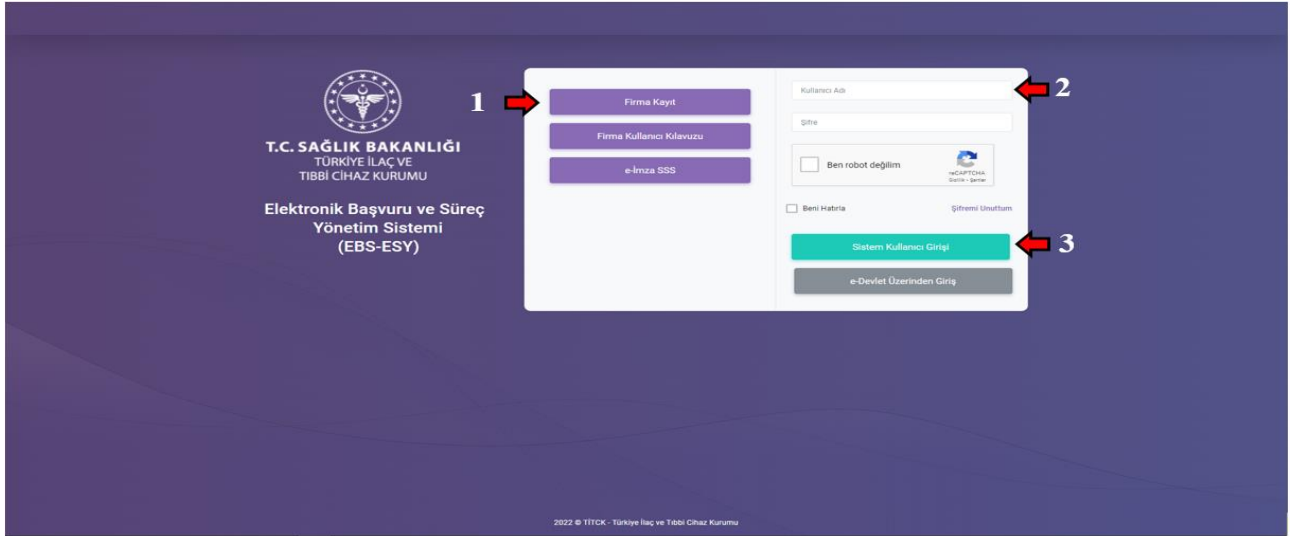 T.C. SAĞLIK BAKANLIĞI
TÜRKİYE İLAÇ VE
TIBBİ CİHAZ KURUMU
Elektronik Başvuru ve Süreç
Yönetim Sistemi
(EBS-ESY)
1
Firma Kayıt
Firma Kullanıcı Kılavuzu
e-İmza SSS
Kullanıcı Adı
2
Şifre
Ben robot değilim
reCAPTCHA
Gizlilik - Şartlar
Beni Hatırla
Şifremi Unuttum
Sistem Kullanıcı Girişi
3
e-Devlet Üzerinden Giriş
2022 © TİTCK - Türkiye İlaç ve Tıbbi Cihaz Kurumu